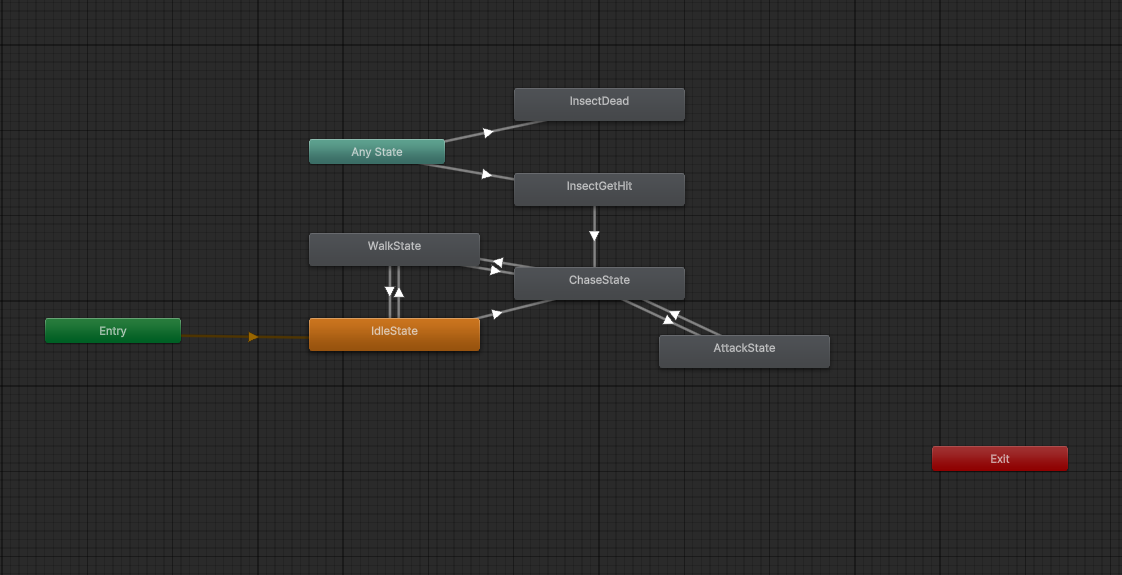 InsectDead
Any State
InsectGetHit
WalkState
ChaseState
Entry
IdleState
AttackState
Exit